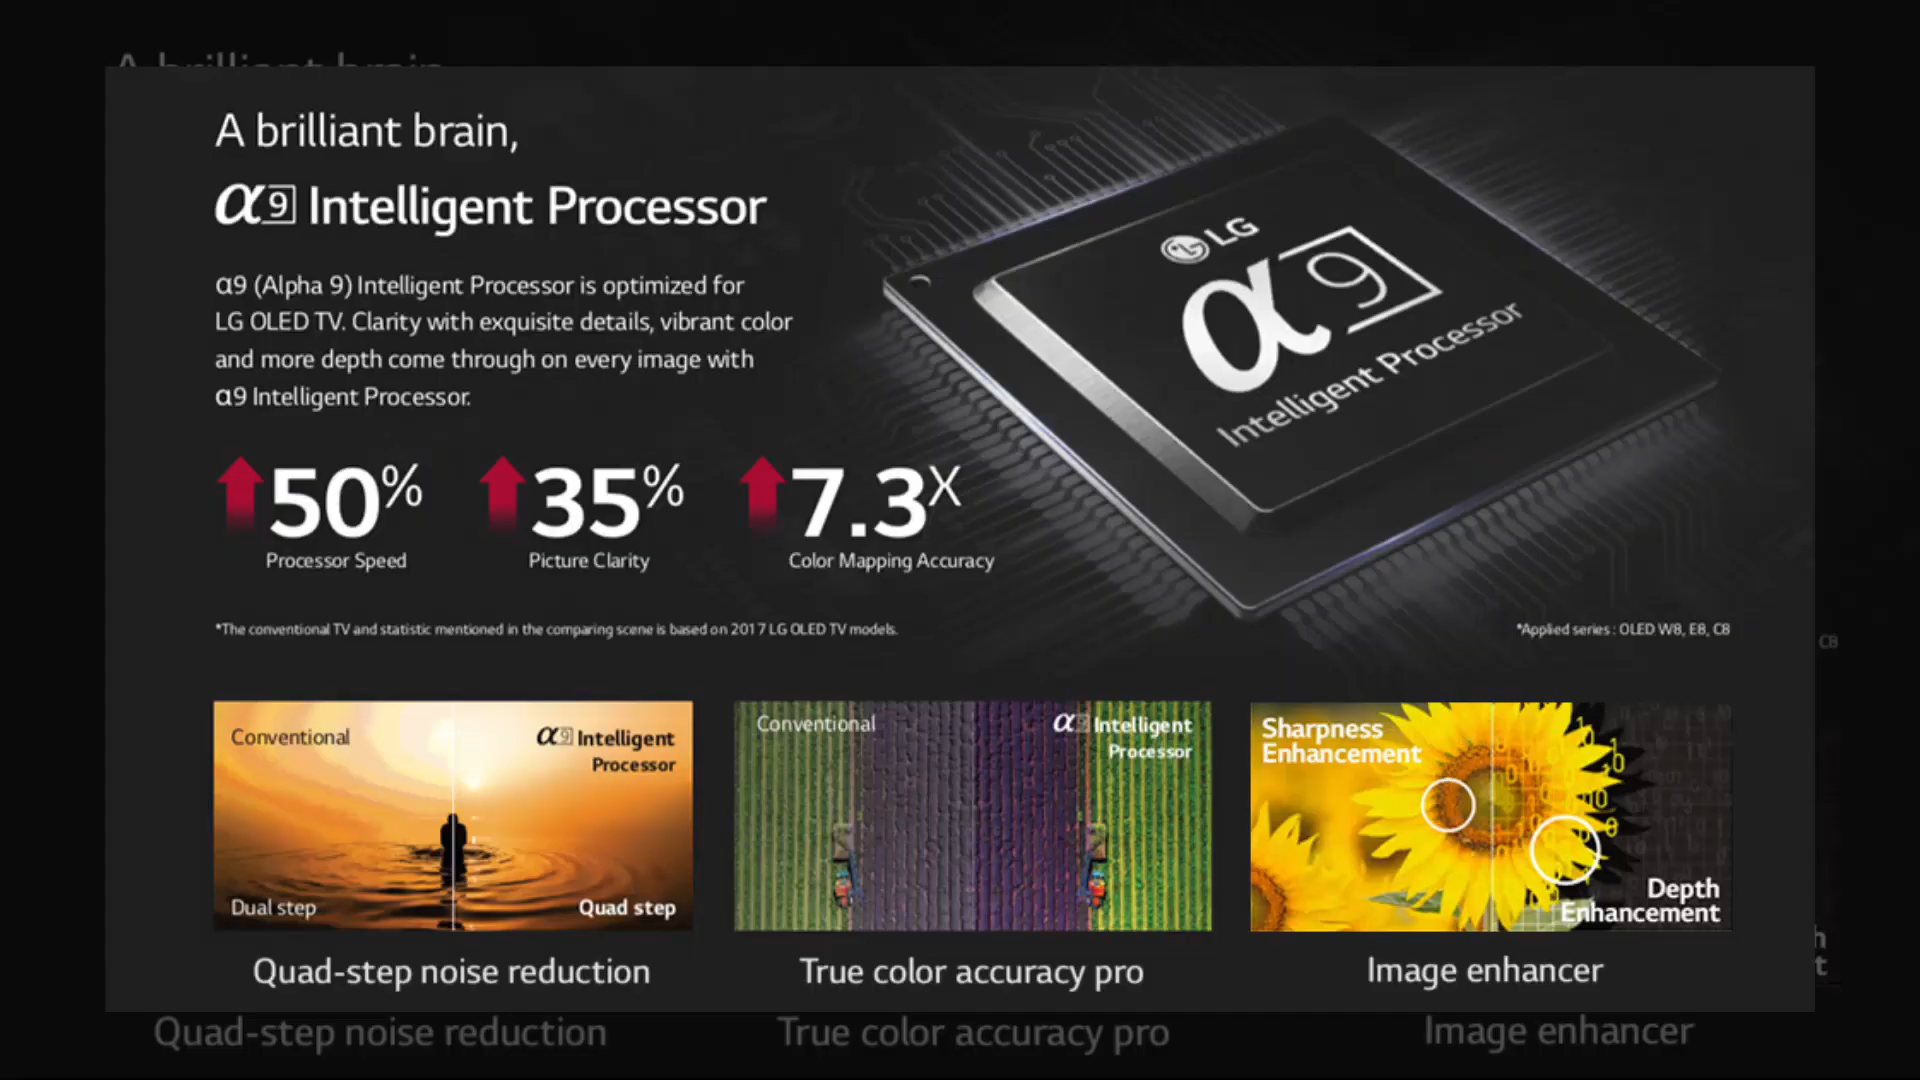 A brilliant brain,
A brilliant brain,
α9 Intelligent Processor
α9 (Alpha 9) Intelligent Processor is optimized for
LG OLED TV. Clarity with exquisite details, vibrant color
and more depth come through on every image with
α9 Intelligent Processor.
LG
α9
Intelligent Processor
50%
Processor Speed
35%
Picture Clarity
7.3X
Color Mapping Accuracy
*The conventional TV and statistic mentioned in the comparing scene is based on 2017 LG OLED TV models.
*Applied series : OLED W8, E8, C8
C8
Conventional
α9 Intelligent
Processor
Dual step
Quad step
Conventional
α9 Intelligent
Processor
Sharpness
Enhancement
Depth
Enhancement
Quad-step noise reduction
True color accuracy pro
Image enhancer
Quad-step noise reduction
True color accuracy pro
Image enhancer